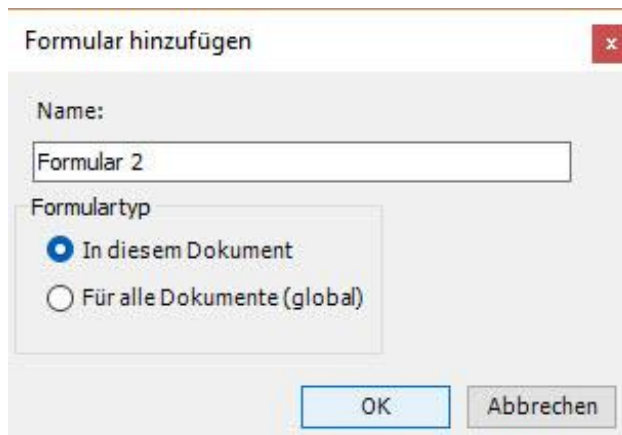 Formular hinzufügen
x
Name:
Formular 2
Formulartyp
In diesem Dokument
Für alle Dokumente (global)
OK
Abbrechen